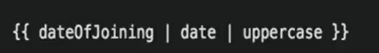 {{ dateOfJoining | date | uppercase }}